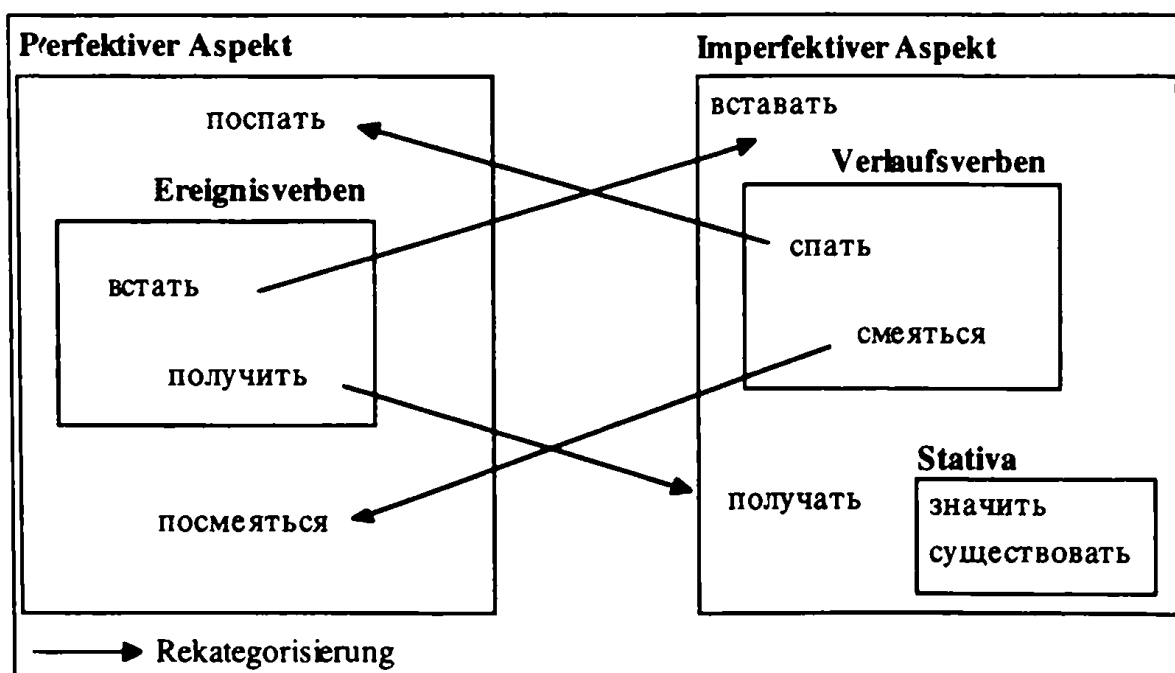 Perfektiver Aspekt
поспать
Ereignisverben
встать
получить
посмеяться
Imperfektiver Aspekt
вставать
Verlaufsverben
спать
смеяться
получать
Stativa
значить
существовать
Rekategorisierung